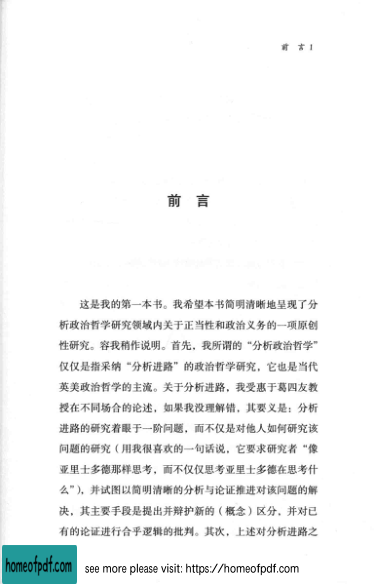 前 言 1
前 言
这是我的第一本书。我希望本书简明清晰地呈现了分
析政治哲学研究领域内关于正当性和政治义务的一项原创
性研究。容我稍作说明。首先，我所谓的“分析政治哲学”
仅仅是指采纳“分析进路”的政治哲学研究，它也是当代
英美政治哲学的主流。关于分析进路，我受惠于葛四友教
授在不同场合的论述，如果我没理解错，其要义是：分析
进路的研究着眼于一阶问题，而不仅是对他人如何研究该
问题的研究（用我很喜欢的一句话说，它要求研究者“像
亚里士多德那样思考，而不仅仅思考亚里士多德在思考什
么”），并试图以简明清晰的分析与论证推进对该问题的解
决，其主要手段是提出并辩护新的（概念）区分，并对已
有的论证进行合乎逻辑的批判。其次，上述对分析进路之
homeofpdf.com
see more please visit: https://homeofpdf.com